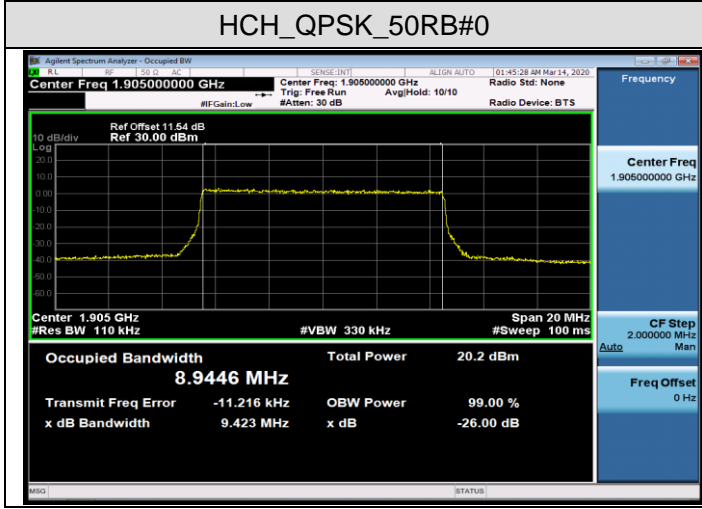 HCH_QPSK_50RB#0
Agilent Spectrum Analyzer - Occupied BW
RL RF 50 Ω AC SENSE:INT ALIGN AUTO 01:45:28 AM Mar 14, 2020
Center Freq 1.905000000 GHz Center Freq: 1.905000000 GHz Radio Std: None Frequency
Trig: Free Run Avg|Hold: 10/10
#IFGain:Low #Atten: 30 dB Radio Device: BTS
Ref Offset 11.54 dB
10 dB/div Ref 30.00 dBm
Log
20.0
10.0
0.00
-10.0
-20.0
-30.0
-40.0
-50.0
-60.0
Center Freq
1.905000000 GHz
Center 1.905 GHz Span 20 MHz
#Res BW 110 kHz #VBW 330 kHz #Sweep 100 ms
CF Step
2.000000 MHz
Auto Man
Occupied Bandwidth Total Power 20.2 dBm
8.9446 MHz
Freq Offset
0 Hz
Transmit Freq Error -11.216 kHz OBW Power 99.00 %
x dB Bandwidth 9.423 MHz x dB -26.00 dB
MSG STATUS